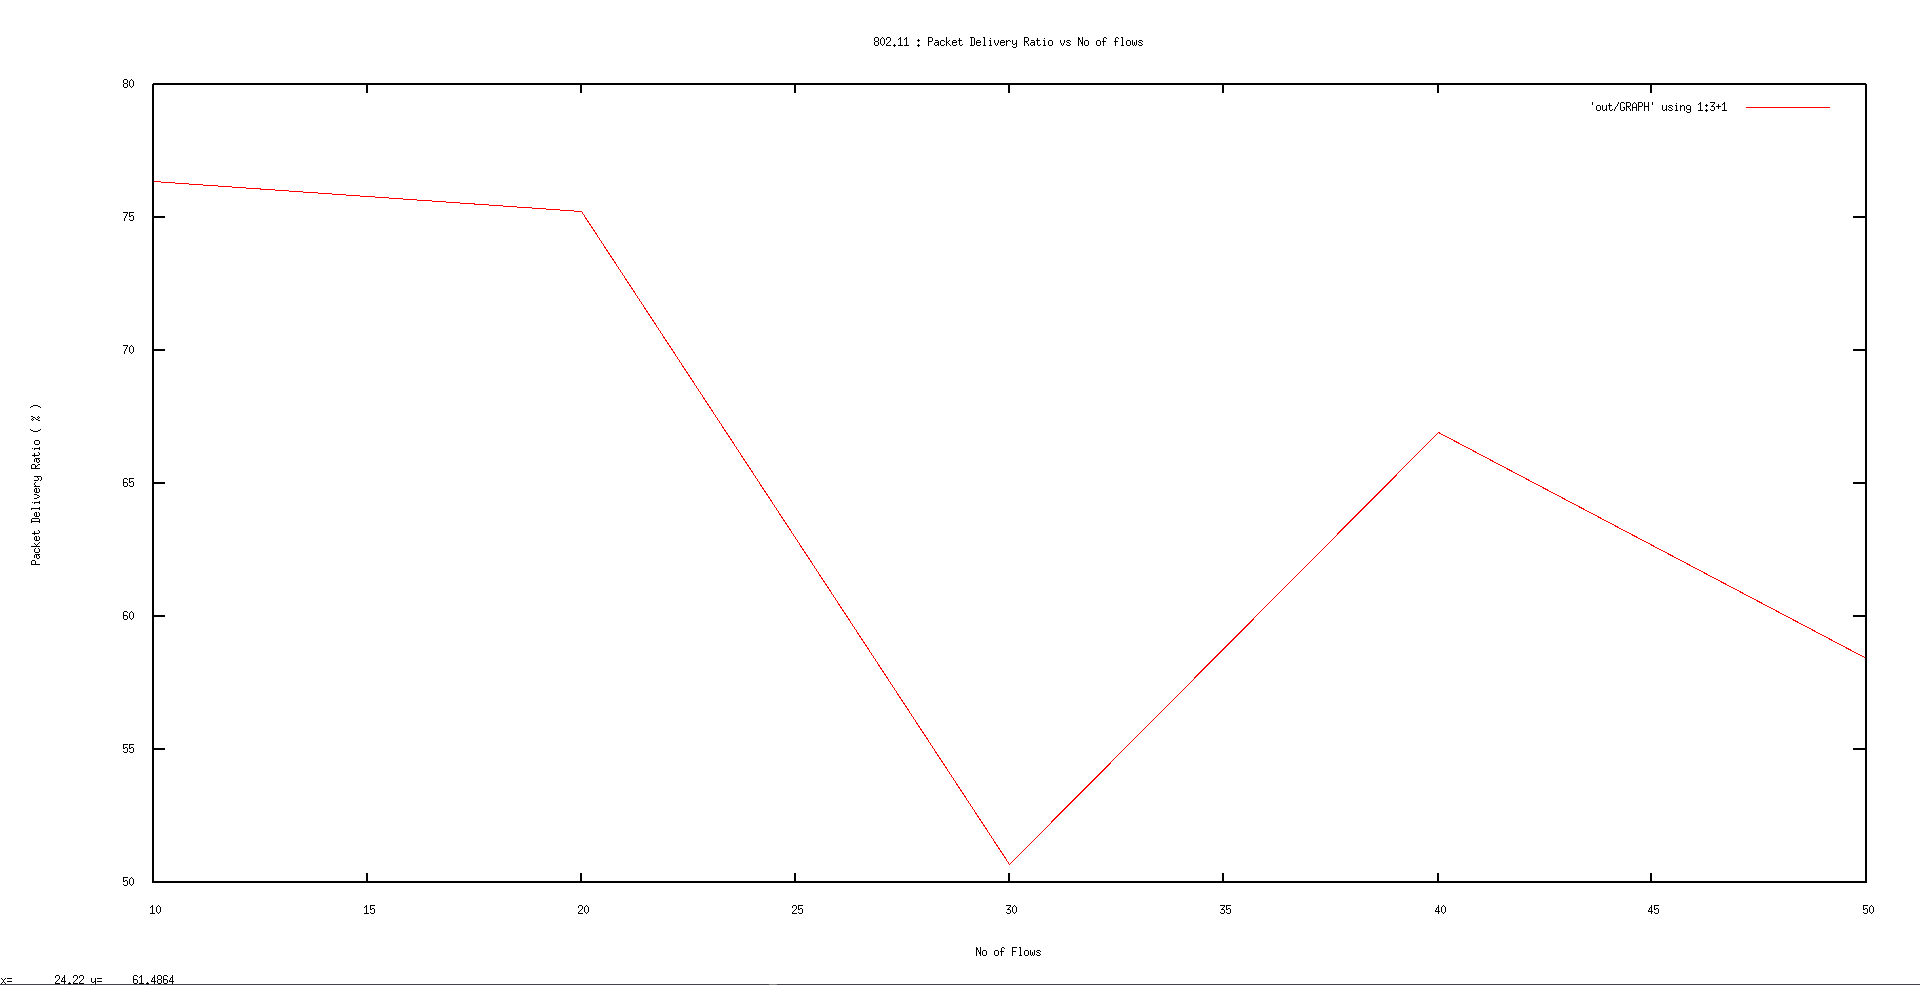 802.11 : Packet Delivery Ratio vs No of flows
'out/GRAPH' using 1:3+1
80
75
70
65
60
55
50
Packet Delivery Ratio ( % )
10 15 20 25 30 35 40 45 50
No of Flows
x= 24.22 y= 61.4864